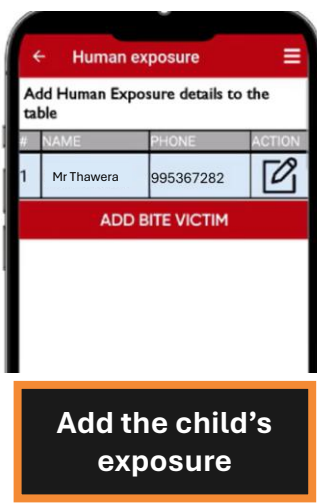 Human exposure
Add Human Exposure details to the
table
# NAME PHONE ACTION
1 Mr Thawera 995367282
ADD BITE VICTIM
Add the child's
exposure